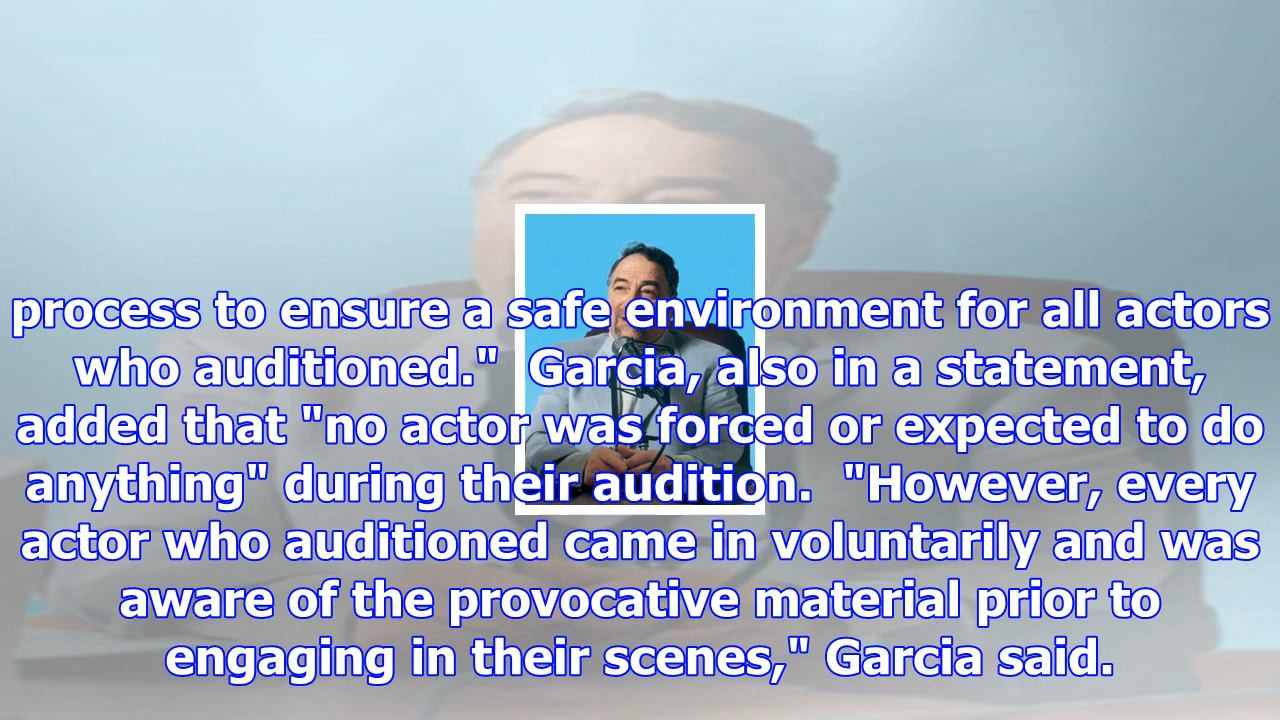 process to ensure a safe environment for all actors
who auditioned."  Garcia, also in a statement,
added that "no actor was forced or expected to do
anything" during their audition.  "However, every
actor who auditioned came in voluntarily and was
aware of the provocative material prior to
engaging in their scenes," Garcia said.